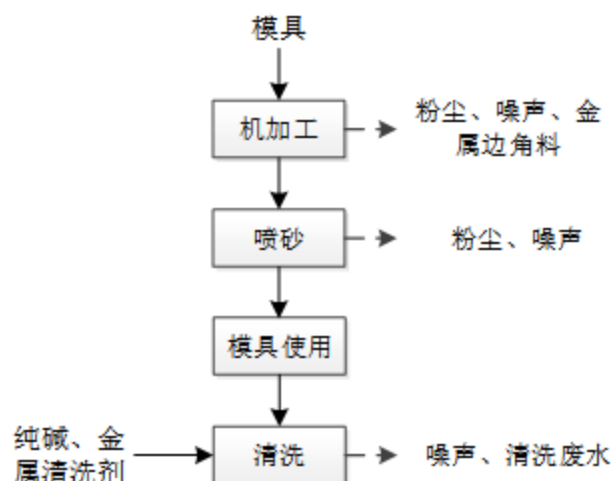 模具
机加工
粉尘、噪声、金
属边角料
喷砂
粉尘、噪声
模具使用
纯碱、金
属清洗剂
清洗
噪声、清洗废水